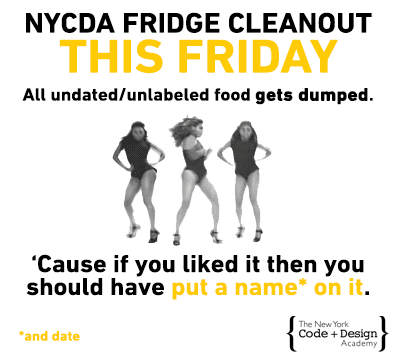 NYCDA FRIDGE CLEANOUT
THIS FRIDAY
All undated/unlabeled food gets dumped.
‘Cause if you liked it then you
should have put a name* on it.
*and date
The New York
Code + Design
Academy